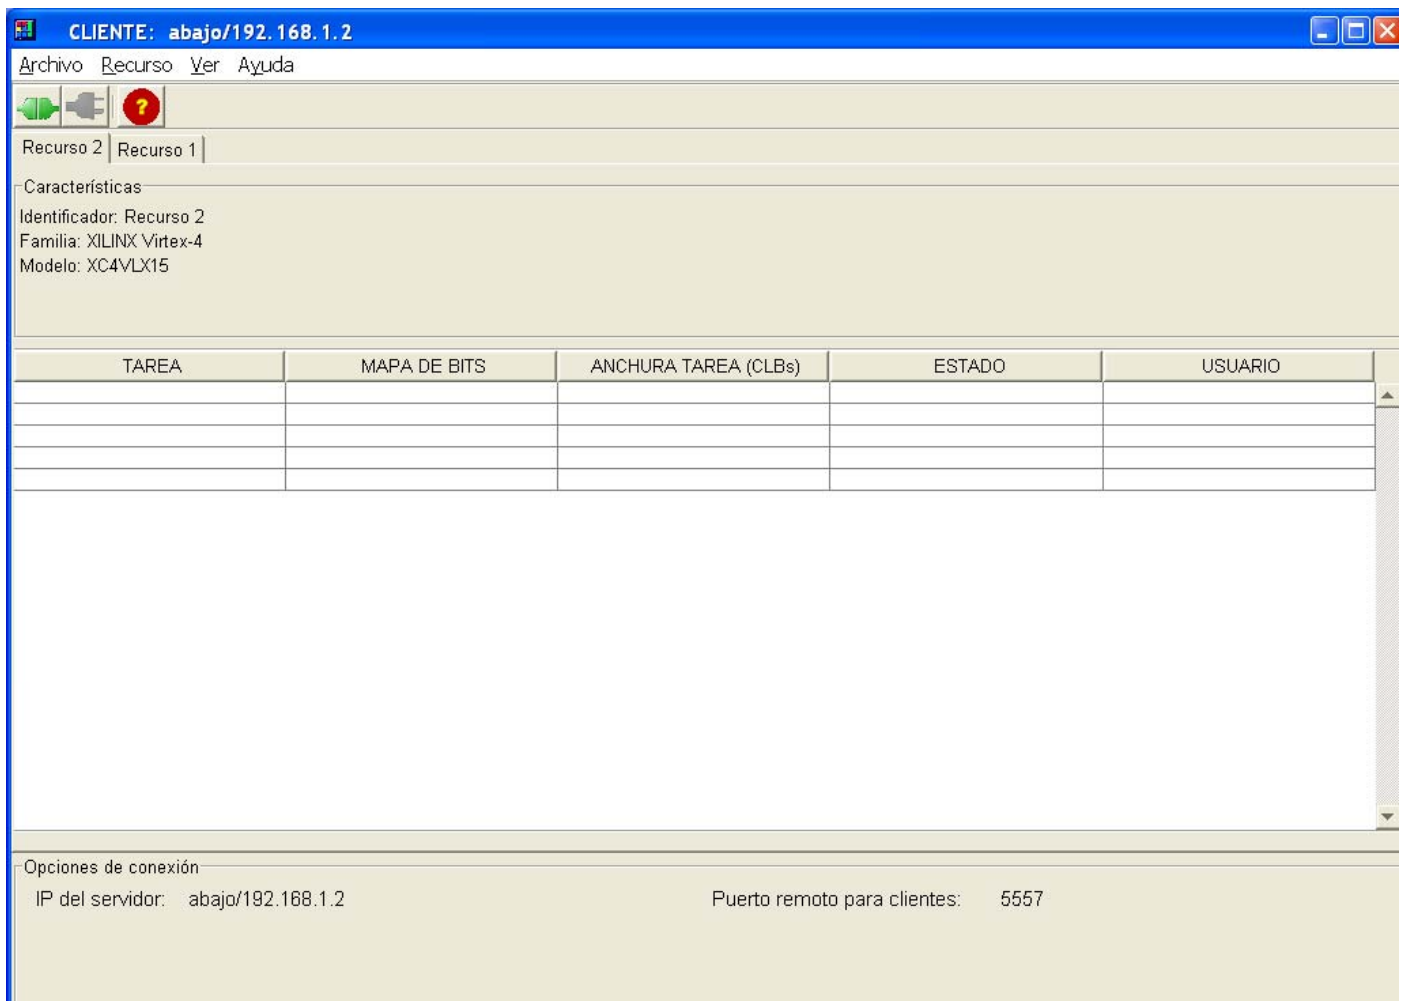 CLIENTE: abajo/192.168.1.2
Archivo Recurso Ver Ayuda
?
Recurso 2 Recurso 1
Características
Identificador: Recurso 2
Familia: XILINX Virtex-4
Modelo: XC4VLX15
TAREA MAPA DE BITS ANCHURA TAREA (CLBs) ESTADO USUARIO
Opciones de conexión
IP del servidor: abajo/192.168.1.2 Puerto remoto para clientes: 5557